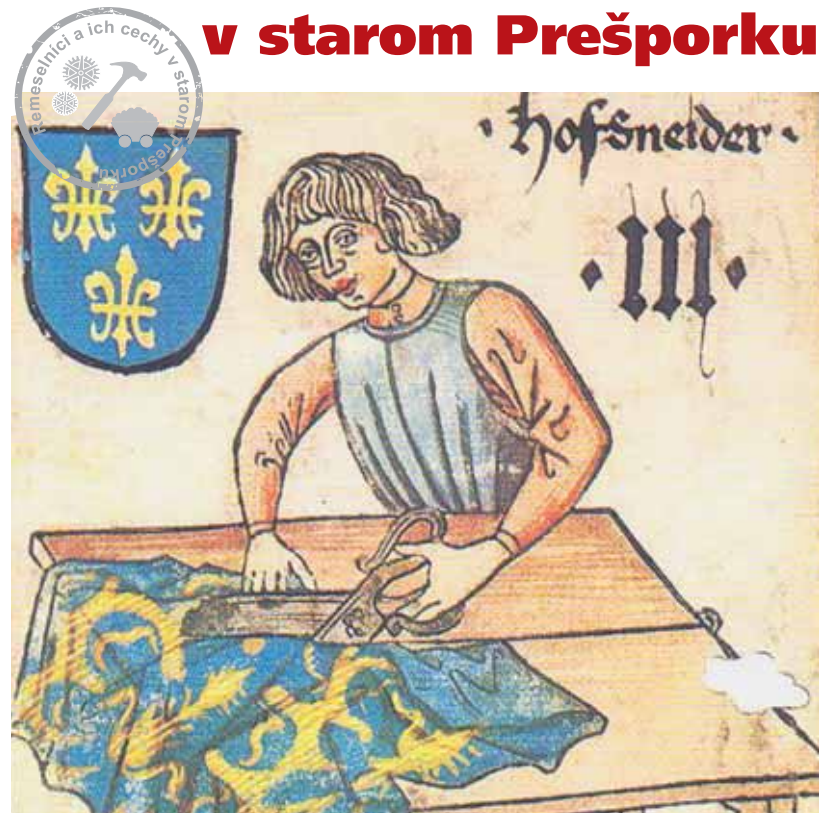 v starom Prešporku
Remeselníci a ich cechy v starom Prešporku
· hofsneider ·
· III ·